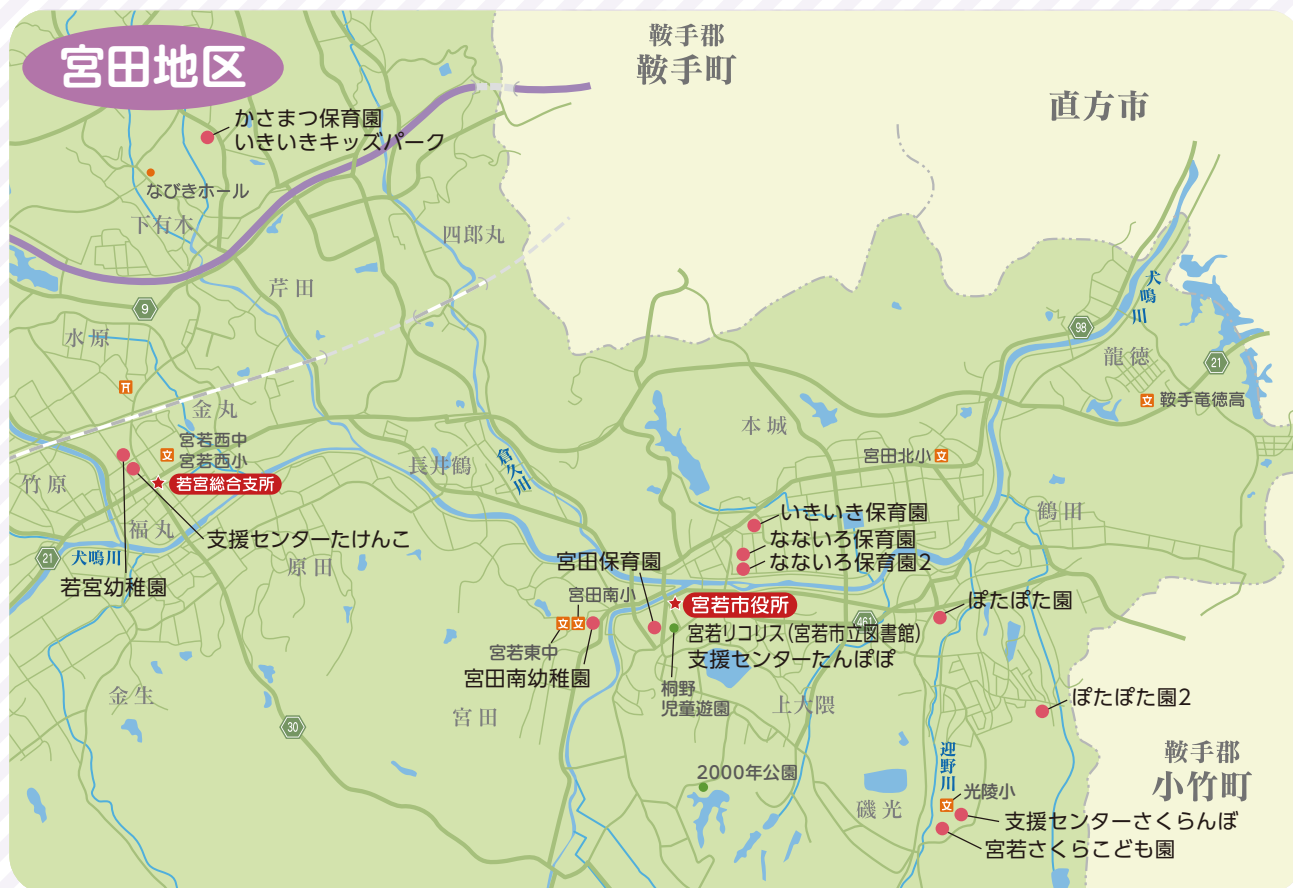 宮田地区
鞍手郡
鞍手町
直方市
かさまつ保育園
いきいきキッズパーク
なびきホール
下有木
四郎丸
芹田
犬鳴川
9
98
水原
龍徳
21
鞍手竜徳高
金丸
本城
宮若西中
宮若西小
宮田北小
長井鶴
倉久川
竹原
若宮総合支所
福丸
いきいき保育園
鶴田
支援センターたけんこ
なななないろ保育園
なないろ保育園2
21
犬鳴川
原田
宮田保育園
若宮幼稚園
宮田南小
宮若市役所
ぽたぽた園
461
宮若リコリス(宮若市立図書館)
宮若東中
支援センターたんぽぽ
宮田南幼稚園
金生
桐野
児童遊園
上大隈
ぽたぽた園2
宮田
30
迎野川
鞍手郡
小竹町
2000年公園
光陵小
磯光
支援センターさくらんぼ
宮若さくらこども園